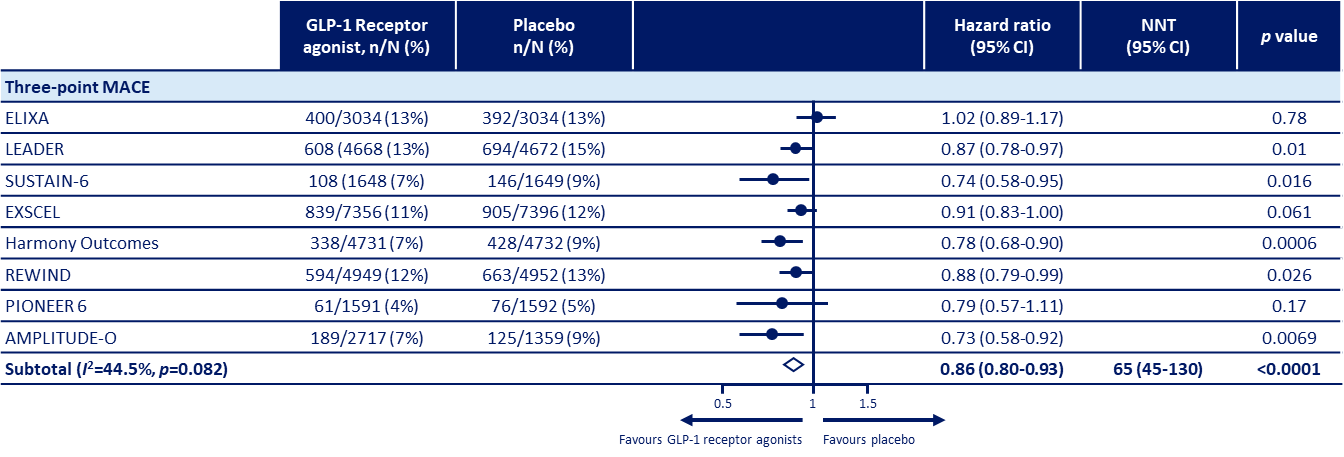 GLP-1 Receptor agonist, n/N (%) Placebo n/N (%) Hazard ratio (95% CI) NNT (95% CI) p value
Three-point MACE
ELIXA 400/3034 (13%) 392/3034 (13%) 1.02 (0.89-1.17) 0.78
LEADER 608 (4668 (13%) 694/4672 (15%) 0.87 (0.78-0.97) 0.01
SUSTAIN-6 108 (1648 (7%) 146/1649 (9%) 0.74 (0.58-0.95) 0.016
EXSCEL 839/7356 (11%) 905/7396 (12%) 0.91 (0.83-1.00) 0.061
Harmony Outcomes 338/4731 (7%) 428/4732 (9%) 0.78 (0.68-0.90) 0.0006
REWIND 594/4949 (12%) 663/4952 (13%) 0.88 (0.79-0.99) 0.026
PIONEER 6 61/1591 (4%) 76/1592 (5%) 0.79 (0.57-1.11) 0.17
AMPLITUDE-O 189/2717 (7%) 125/1359 (9%) 0.73 (0.58-0.92) 0.0069
Subtotal (I²=44.5%, p=0.082) 0.86 (0.80-0.93) 65 (45-130) <0.0001
0.5 1 1.5
Favours GLP-1 receptor agonists Favours placebo